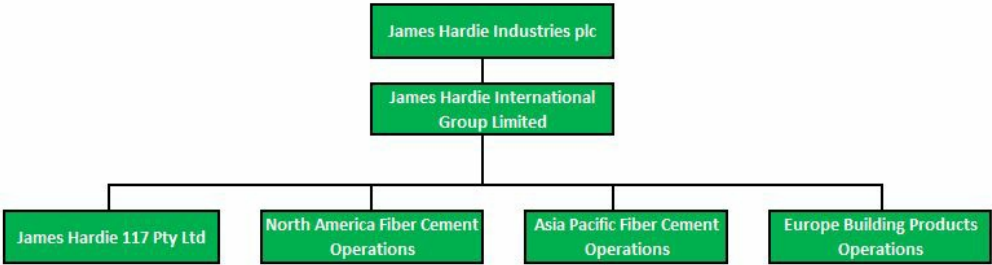 James Hardie Industries plc
James Hardie International
Group Limited
James Hardie 117 Pty Ltd
North America Fiber Cement
Operations
Asia Pacific Fiber Cement
Operations
Europe Building Products
Operations